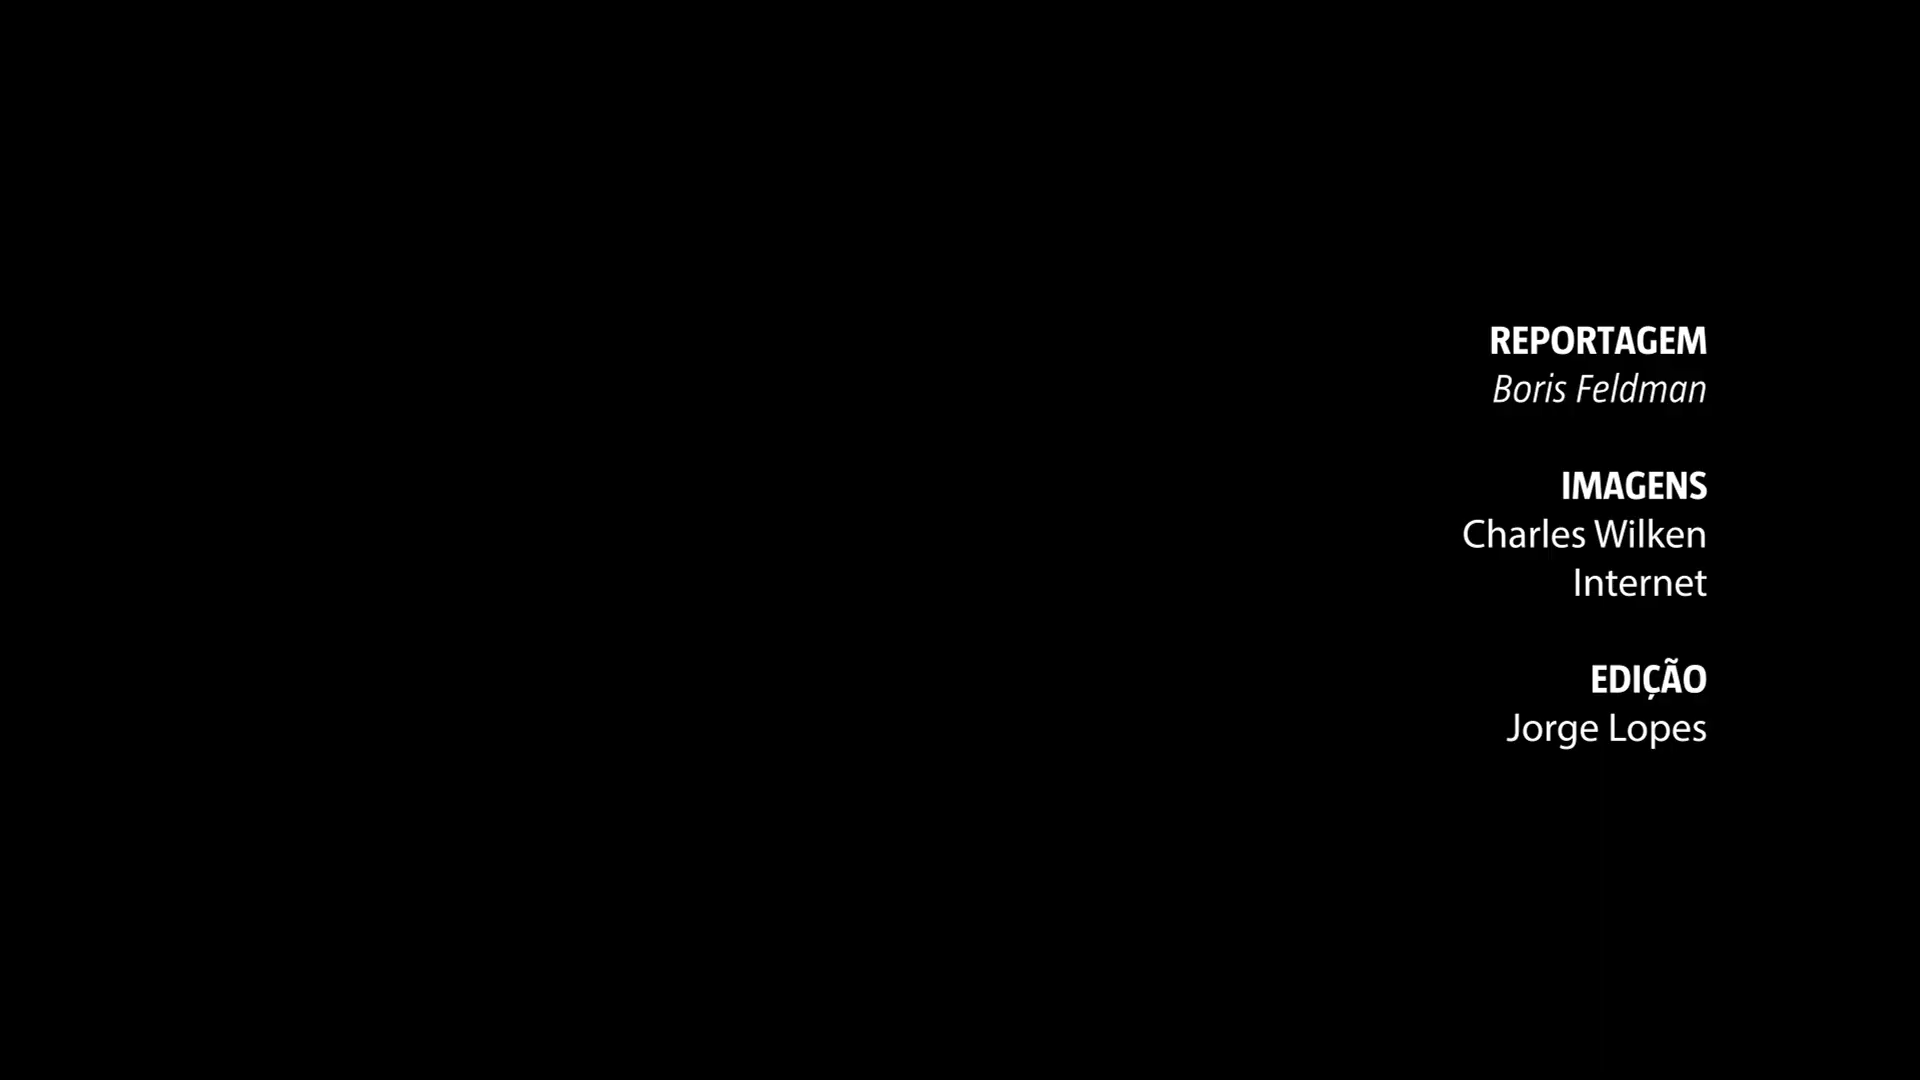 REPORTAGEM
Boris Feldman
IMAGENS
Charles Wilken
Internet
EDIÇÃO
Jorge Lopes